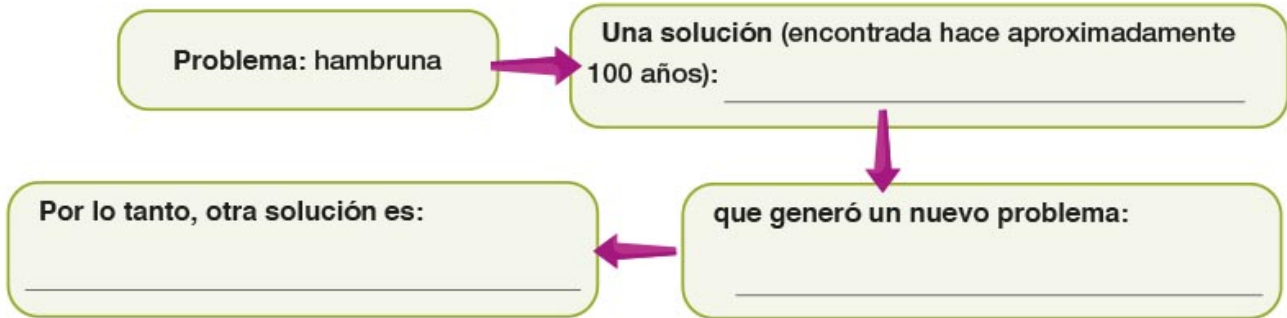 Problema: hambruna
Una solución (encontrada hace aproximadamente
100 años):
que generó un nuevo problema:
Por lo tanto, otra solución es: